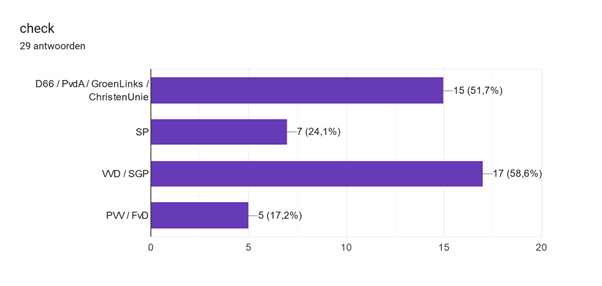 check
29 antwoorden
D66 / PvdA / GroenLinks /
ChristenUnie
15 (51,7%)
SP
7 (24,1%)
VVD / SGP
17 (58,6%)
PVV / FvD
5 (17,2%)
0
5
10
15
20